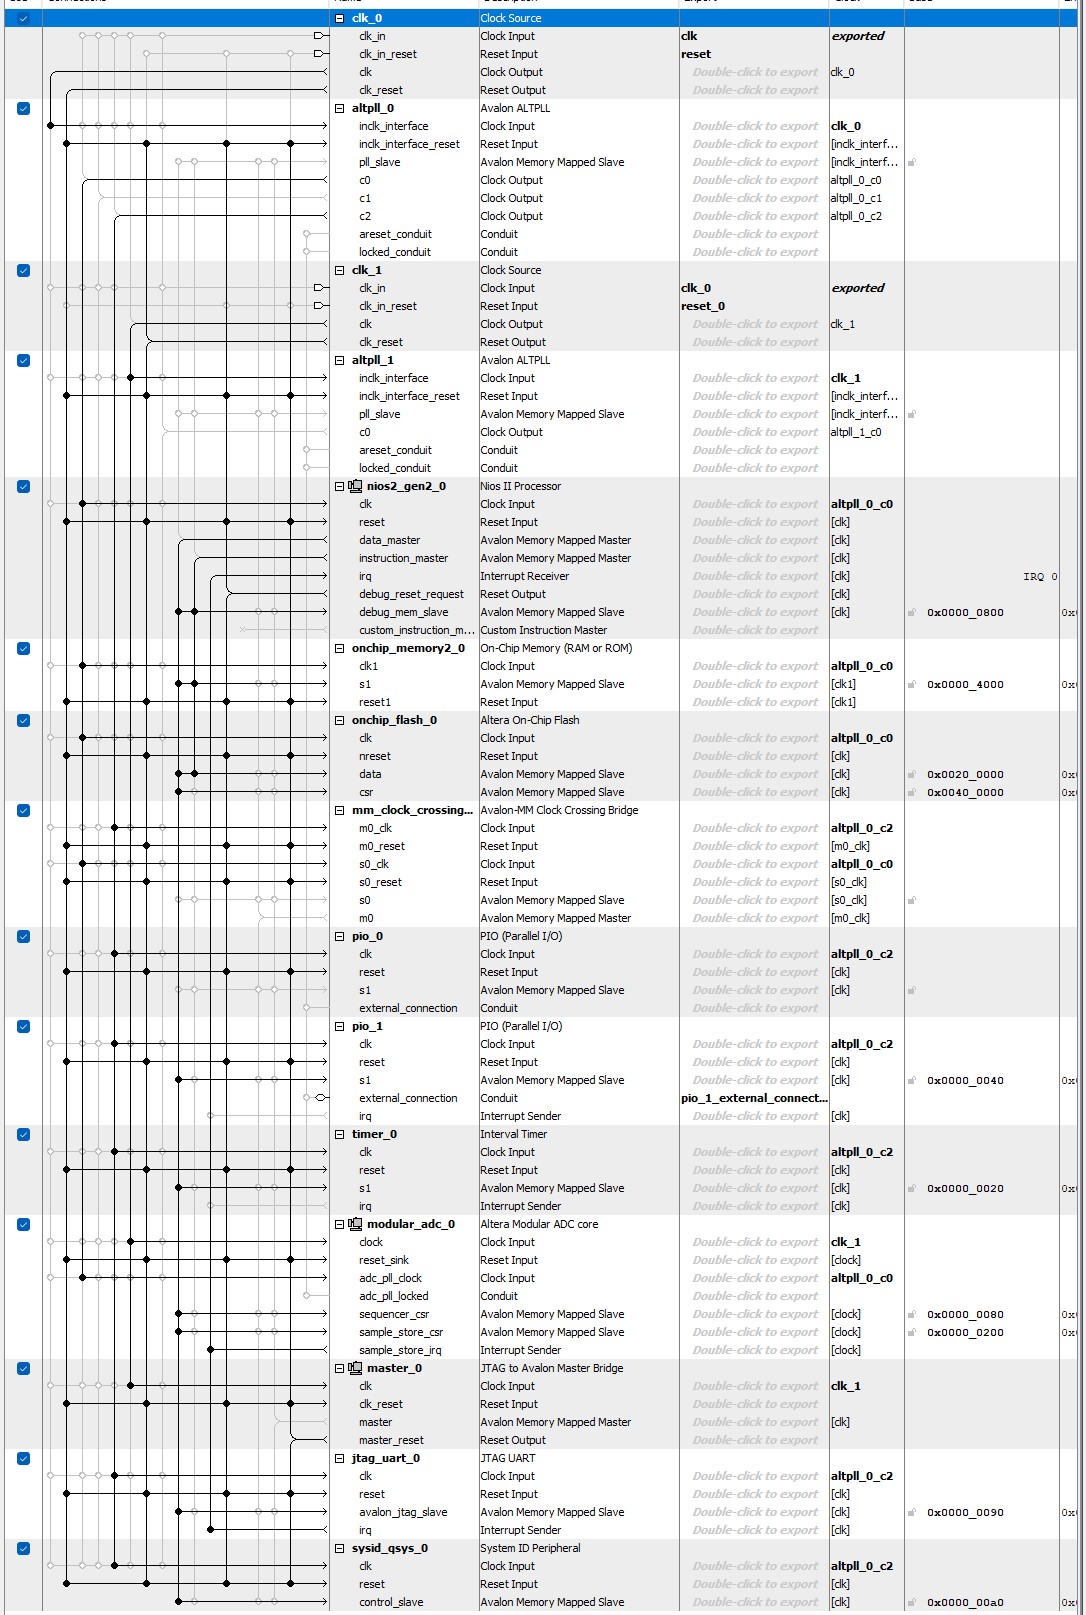 clk_0 Clock Source
clk_in Clock Input clk exported
clk_in_reset Reset Input reset
clk Clock Output Double-click to export clk_0
clk_reset Reset Output Double-click to export
altpll_0 Avalon ALTPLL
inclk_interface Clock Input Double-click to export clk_0
inclk_interface_reset Reset Input Double-click to export [inclk_interf...
pll_slave Avalon Memory Mapped Slave Double-click to export [inclk_interf...
c0 Clock Output Double-click to export altpll_0_c0
c1 Clock Output Double-click to export altpll_0_c1
c2 Clock Output Double-click to export altpll_0_c2
areset_conduit Conduit Double-click to export
locked_conduit Conduit Double-click to export
clk_1 Clock Source
clk_in Clock Input clk_0 exported
clk_in_reset Reset Input reset_0
clk Clock Output Double-click to export clk_1
clk_reset Reset Output Double-click to export
altpll_1 Avalon ALTPLL
inclk_interface Clock Input Double-click to export clk_1
inclk_interface_reset Reset Input Double-click to export [inclk_interf...
pll_slave Avalon Memory Mapped Slave Double-click to export [inclk_interf...
c0 Clock Output Double-click to export altpll_1_c0
areset_conduit Conduit Double-click to export
locked_conduit Conduit Double-click to export
nios2_gen2_0 Nios II Processor
clk Clock Input Double-click to export altpll_0_c0
reset Reset Input Double-click to export [clk]
data_master Avalon Memory Mapped Master Double-click to export [clk]
instruction_master Avalon Memory Mapped Master Double-click to export [clk]
irq Interrupt Receiver Double-click to export [clk] IRQ 0
debug_reset_request Reset Output Double-click to export [clk]
debug_mem_slave Avalon Memory Mapped Slave Double-click to export [clk] 0x0000_0800 0x
custom_instruction_m... Custom Instruction Master Double-click to export
onchip_memory2_0 On-Chip Memory (RAM or ROM)
clk1 Clock Input Double-click to export altpll_0_c0
s1 Avalon Memory Mapped Slave Double-click to export [clk1] 0x0000_4000 0x
reset1 Reset Input Double-click to export [clk1]
onchip_flash_0 Altera On-Chip Flash
clk Clock Input Double-click to export altpll_0_c0
nreset Reset Input Double-click to export [clk]
data Avalon Memory Mapped Slave Double-click to export [clk] 0x0020_0000 0x
csr Avalon Memory Mapped Slave Double-click to export [clk] 0x0040_0000 0x
mm_clock_crossing... Avalon-MM Clock Crossing Bridge
m0_clk Clock Input Double-click to export altpll_0_c2
m0_reset Reset Input Double-click to export [m0_clk]
s0_clk Clock Input Double-click to export altpll_0_c0
s0_reset Reset Input Double-click to export [s0_clk]
s0 Avalon Memory Mapped Slave Double-click to export [s0_clk]
m0 Avalon Memory Mapped Master Double-click to export [m0_clk]
pio_0 PIO (Parallel I/O)
clk Clock Input Double-click to export altpll_0_c2
reset Reset Input Double-click to export [clk]
s1 Avalon Memory Mapped Slave Double-click to export [clk]
external_connection Conduit Double-click to export
pio_1 PIO (Parallel I/O)
clk Clock Input Double-click to export altpll_0_c2
reset Reset Input Double-click to export [clk]
s1 Avalon Memory Mapped Slave Double-click to export [clk] 0x0000_0040 0x
external_connection Conduit pio_1_external_connect...
irq Interrupt Sender Double-click to export [clk]
timer_0 Interval Timer
clk Clock Input Double-click to export altpll_0_c2
reset Reset Input Double-click to export [clk]
s1 Avalon Memory Mapped Slave Double-click to export [clk] 0x0000_0020 0x
irq Interrupt Sender Double-click to export [clk]
modular_adc_0 Altera Modular ADC core
clock Clock Input Double-click to export clk_1
reset_sink Reset Input Double-click to export [clock]
adc_pll_clock Clock Input Double-click to export altpll_0_c0
adc_pll_locked Conduit Double-click to export
sequencer_csr Avalon Memory Mapped Slave Double-click to export [clock] 0x0000_0080 0x
sample_store_csr Avalon Memory Mapped Slave Double-click to export [clock] 0x0000_0200 0x
sample_store_irq Interrupt Sender Double-click to export [clock]
master_0 JTAG to Avalon Master Bridge
clk Clock Input Double-click to export clk_1
clk_reset Reset Input Double-click to export
master Avalon Memory Mapped Master Double-click to export [clk]
master_reset Reset Output Double-click to export
jtag_uart_0 JTAG UART
clk Clock Input Double-click to export altpll_0_c2
reset Reset Input Double-click to export [clk]
avalon_jtag_slave Avalon Memory Mapped Slave Double-click to export [clk] 0x0000_0090 0x
irq Interrupt Sender Double-click to export [clk]
sysid_qsys_0 System ID Peripheral
clk Clock Input Double-click to export altpll_0_c2
reset Reset Input Double-click to export [clk]
control_slave Avalon Memory Mapped Slave Double-click to export [clk] 0x0000_00a0 0x